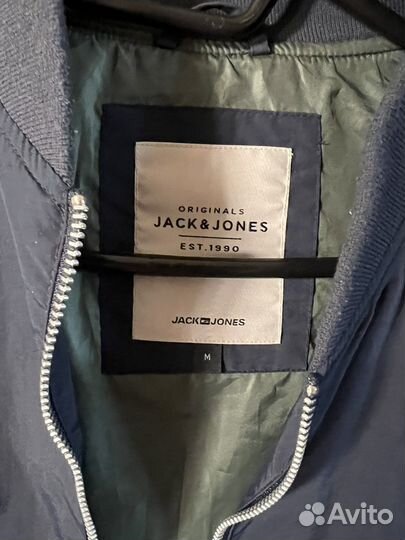 ORIGINALS
JACK&JONES
EST.1990
JACK JONES
M
Avito